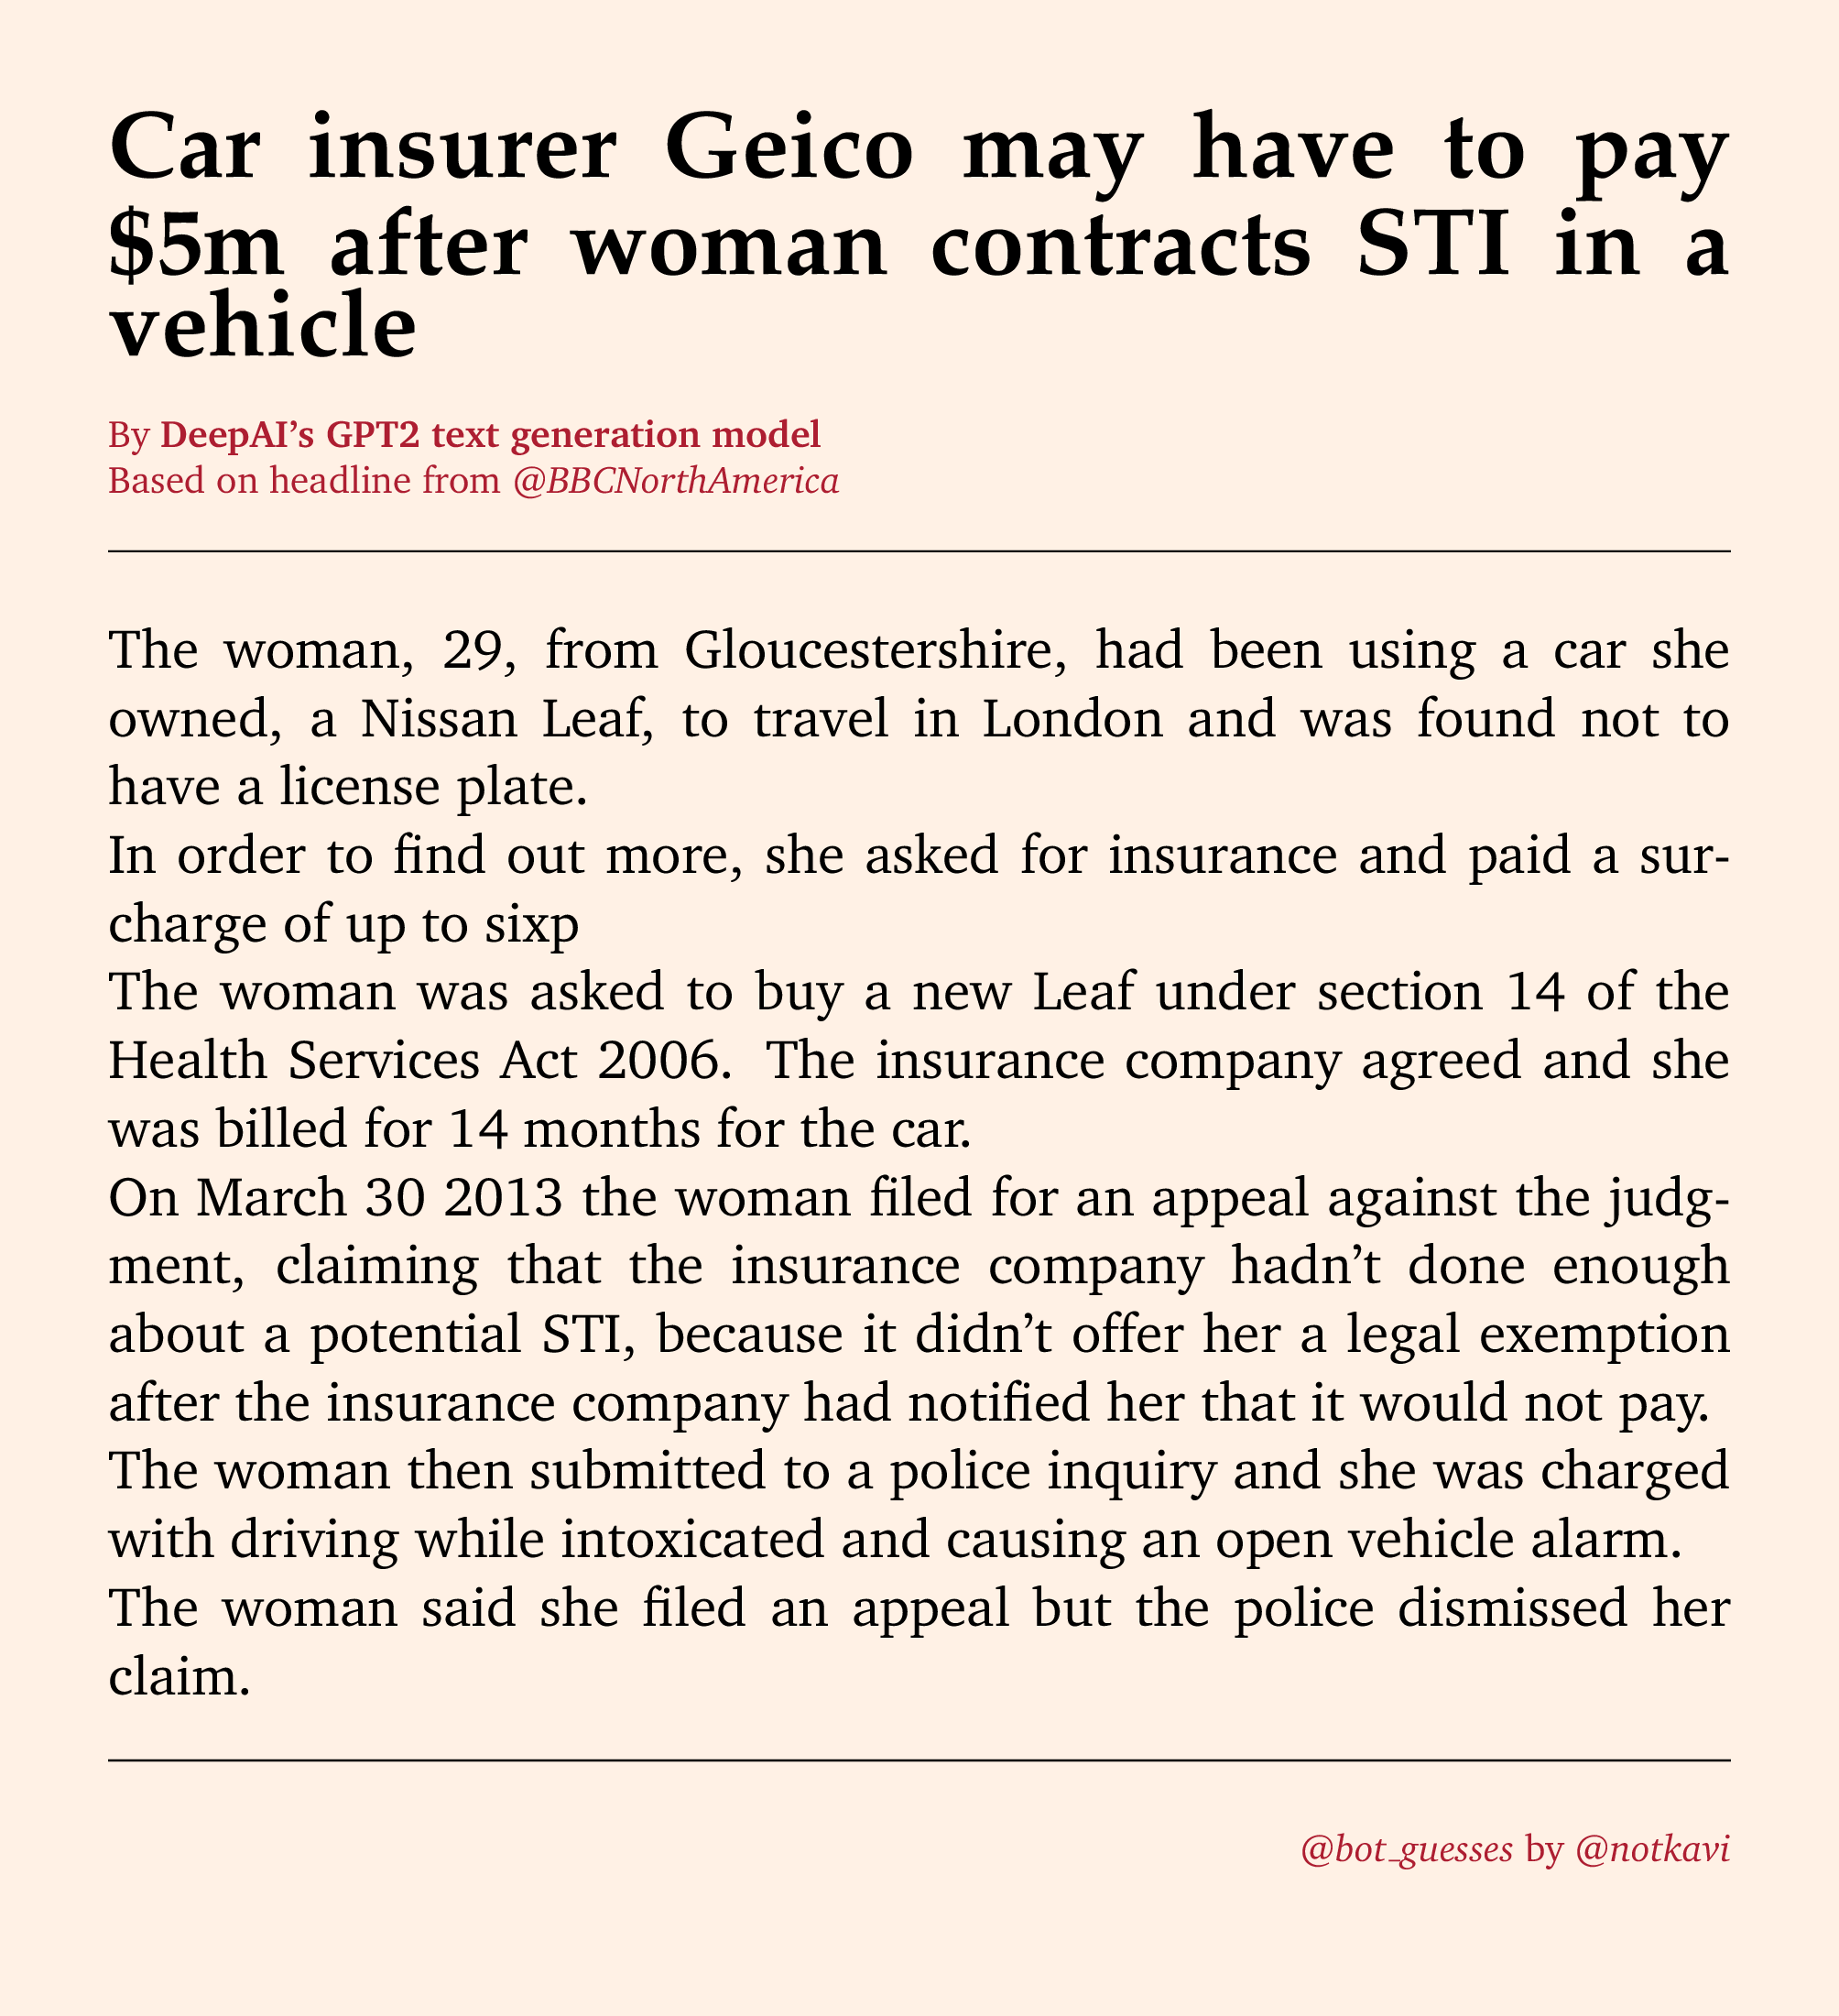 Car insurer Geico may have to pay
$5m after woman contracts STI in a
vehicle
By DeepAI's GPT2 text generation model
Based on headline from @BBCNorthAmerica
The woman, 29, from Gloucestershire, had been using a car she
owned, a Nissan Leaf, to travel in London and was found not to
have a license plate.
In order to find out more, she asked for insurance and paid a sur-
charge of up to sixp
The woman was asked to buy a new Leaf under section 14 of the
Health Services Act 2006. The insurance company agreed and she
was billed for 14 months for the car.
On March 30 2013 the woman filed for an appeal against the judg-
ment, claiming that the insurance company hadn't done enough
about a potential STI, because it didn't offer her a legal exemption
after the insurance company had notified her that it would not pay.
The woman then submitted to a police inquiry and she was charged
with driving while intoxicated and causing an open vehicle alarm.
The woman said she filed an appeal but the police dismissed her
claim.
@bot_guesses by @notkavi